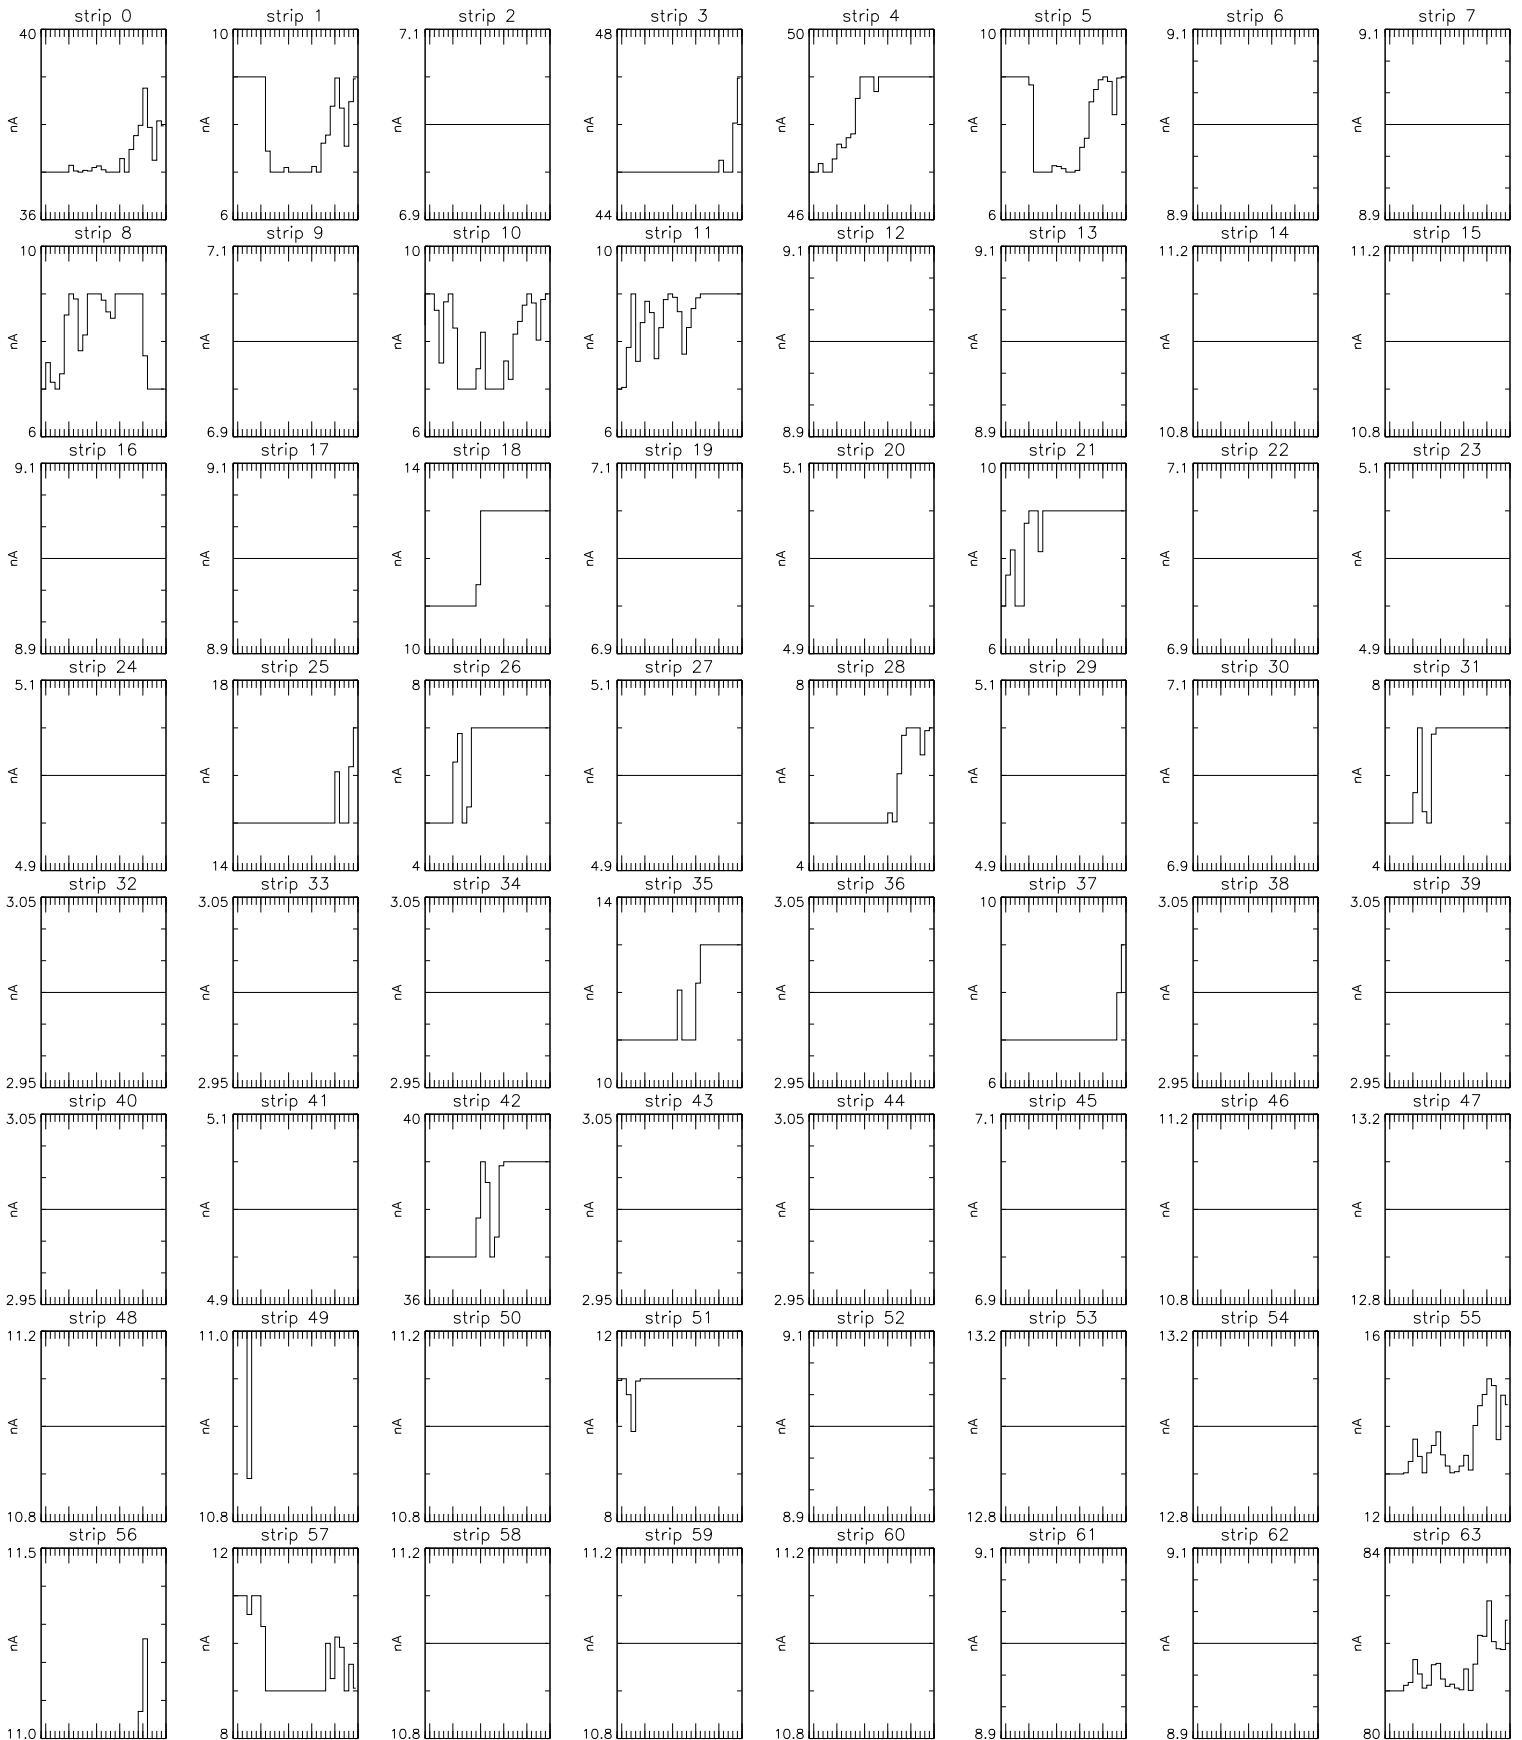 strip 0 strip 1 strip 2 strip 3 strip 4 strip 5 strip 6 strip 7
40 10 7.1 48 50 10 9.1 9.1
nA nA nA nA nA nA nA nA
36 6 6.9 44 46 6 8.9 8.9
strip 8 strip 9 strip 10 strip 11 strip 12 strip 13 strip 14 strip 15
10 7.1 10 10 9.1 9.1 11.2 11.2
nA nA nA nA nA nA nA nA
6 6.9 6 6 8.9 8.9 10.8 10.8
strip 16 strip 17 strip 18 strip 19 strip 20 strip 21 strip 22 strip 23
9.1 9.1 14 7.1 5.1 10 7.1 5.1
nA nA nA nA nA nA nA nA
8.9 8.9 10 6.9 4.9 6 6.9 4.9
strip 24 strip 25 strip 26 strip 27 strip 28 strip 29 strip 30 strip 31
5.1 18 8 5.1 8 5.1 7.1 8
nA nA nA nA nA nA nA nA
4.9 14 4 4.9 4 4.9 6.9 4
strip 32 strip 33 strip 34 strip 35 strip 36 strip 37 strip 38 strip 39
3.05 3.05 3.05 14 3.05 10 3.05 3.05
nA nA nA nA nA nA nA nA
2.95 2.95 2.95 10 2.95 6 2.95 2.95
strip 40 strip 41 strip 42 strip 43 strip 44 strip 45 strip 46 strip 47
3.05 5.1 40 3.05 3.05 7.1 11.2 13.2
nA nA nA nA nA nA nA nA
2.95 4.9 36 2.95 2.95 6.9 10.8 12.8
strip 48 strip 49 strip 50 strip 51 strip 52 strip 53 strip 54 strip 55
11.2 11.0 11.2 12 9.1 13.2 13.2 16
nA nA nA nA nA nA nA nA
10.8 10.8 10.8 8 8.9 12.8 12.8 12
strip 56 strip 57 strip 58 strip 59 strip 60 strip 61 strip 62 strip 63
11.5 12 11.2 11.2 11.2 9.1 9.1 84
nA nA nA nA nA nA nA nA
11.0 8 10.8 10.8 10.8 8.9 8.9 80